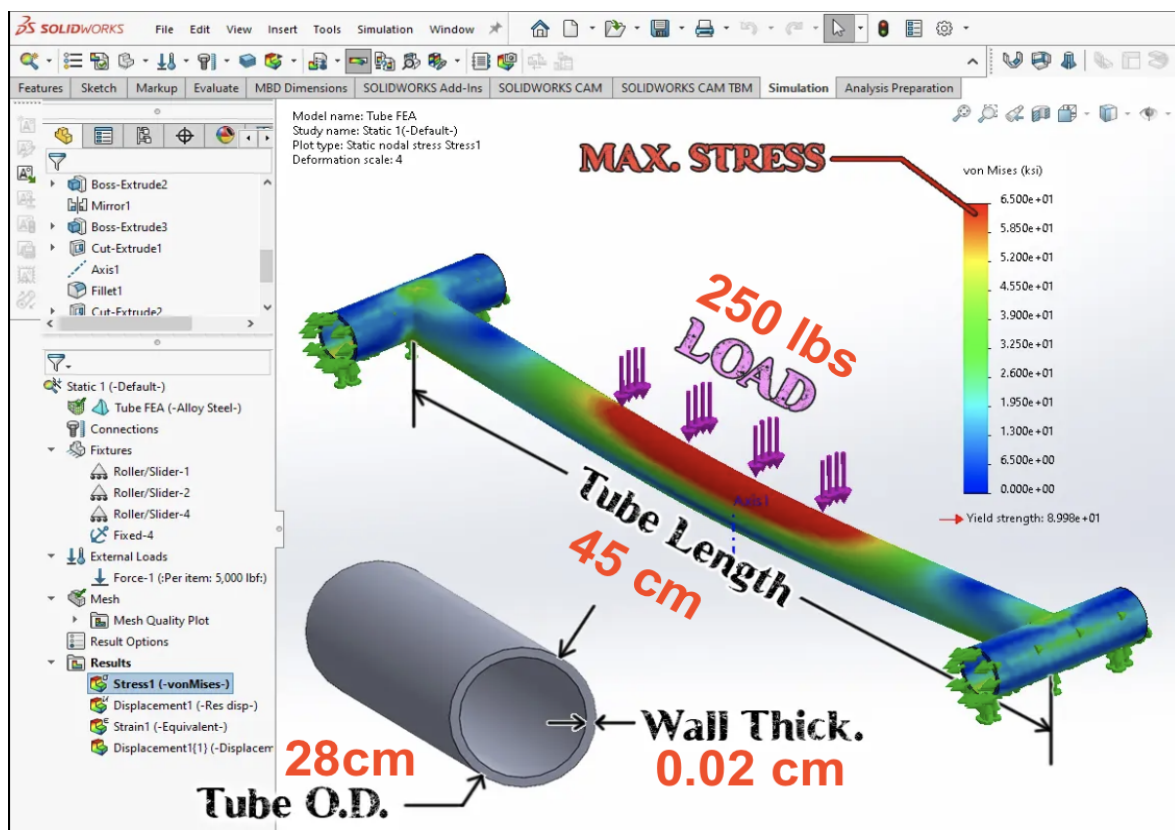 SOLIDWORKS File Edit View Insert Tools Simulation Window
Features Sketch Markup Evaluate MBD Dimensions SOLIDWORKS Add-Ins SOLIDWORKS CAM SOLIDWORKS CAM TBM Simulation Analysis Preparation
Model name: Tube FEA
Study name: Static 1(-Default-)
Plot type: Static nodal stress Stress1
Deformation scale: 4
Boss-Extrude2
Mirror1
Boss-Extrude3
Cut-Extrude1
Axis1
Fillet1
Cut-Extrude2
Static 1 (-Default-)
Tube FEA (-Alloy Steel-)
Connections
Fixtures
Roller/Slider-1
Roller/Slider-2
Roller/Slider-4
Fixed-4
External Loads
Force-1 (:Per item: 5,000 lbf:)
Mesh
Mesh Quality Plot
Result Options
Results
Stress1 (-vonMises-)
Displacement1 (-Res disp-)
Strain1 (-Equivalent-)
Displacement1{1} (-Displacem
MAX. STRESS
von Mises (ksi)
6.500e+01
5.850e+01
5.200e+01
4.550e+01
3.900e+01
3.250e+01
2.600e+01
1.950e+01
1.300e+01
6.500e+00
0.000e+00
Yield strength: 8.998e+01
250 lbs
LOAD
Axis1
Tube Length
45 cm
Wall Thick.
0.02 cm
28cm
Tube O.D.